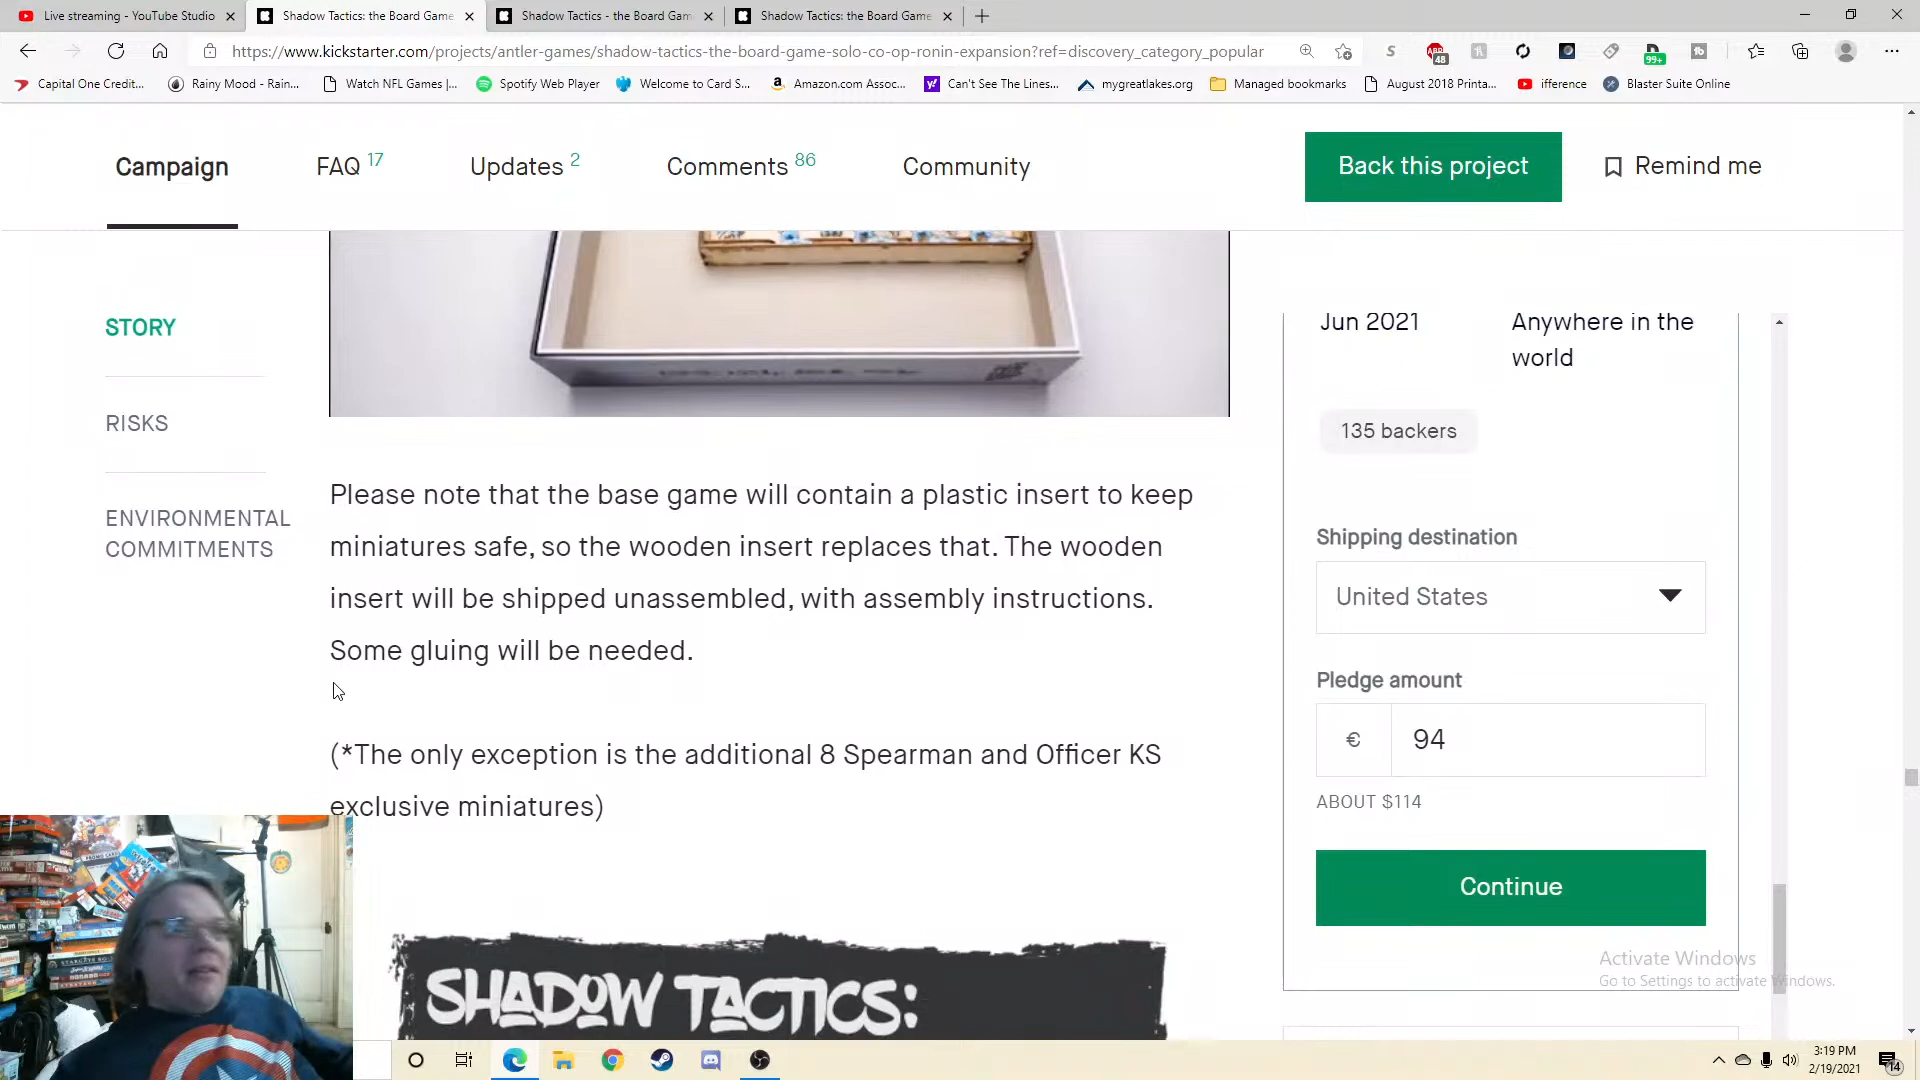 Live streaming - YouTube Studio
Shadow Tactics: the Board Game
Shadow Tactics - the Board Gam
Shadow Tactics: the Board Game
https://www.kickstarter.com/projects/antler-games/shadow-tactics-the-board-game-solo-co-op-ronin-expansion?ref=discovery_category_popular
48
99+
Capital One Credit...
Rainy Mood - Rain...
Watch NFL Games |...
Spotify Web Player
Welcome to Card S...
Amazon.com Assoc...
Can't See The Lines...
mygreatlakes.org
Managed bookmarks
August 2018 Printa...
ifference
Blaster Suite Online
Campaign
FAQ 17
Updates 2
Comments 86
Community
Back this project
Remind me
STORY
RISKS
ENVIRONMENTAL
COMMITMENTS
Please note that the base game will contain a plastic insert to keep
miniatures safe, so the wooden insert replaces that. The wooden
insert will be shipped unassembled, with assembly instructions.
Some gluing will be needed.
(*The only exception is the additional 8 Spearman and Officer KS
exclusive miniatures)
SHADOW TACTICS:
Jun 2021
Anywhere in the
world
135 backers
Shipping destination
United States
Pledge amount
€ 94
ABOUT $114
Continue
Activate Windows
Go to Settings to activate Windows.
3:19 PM
2/19/2021
14